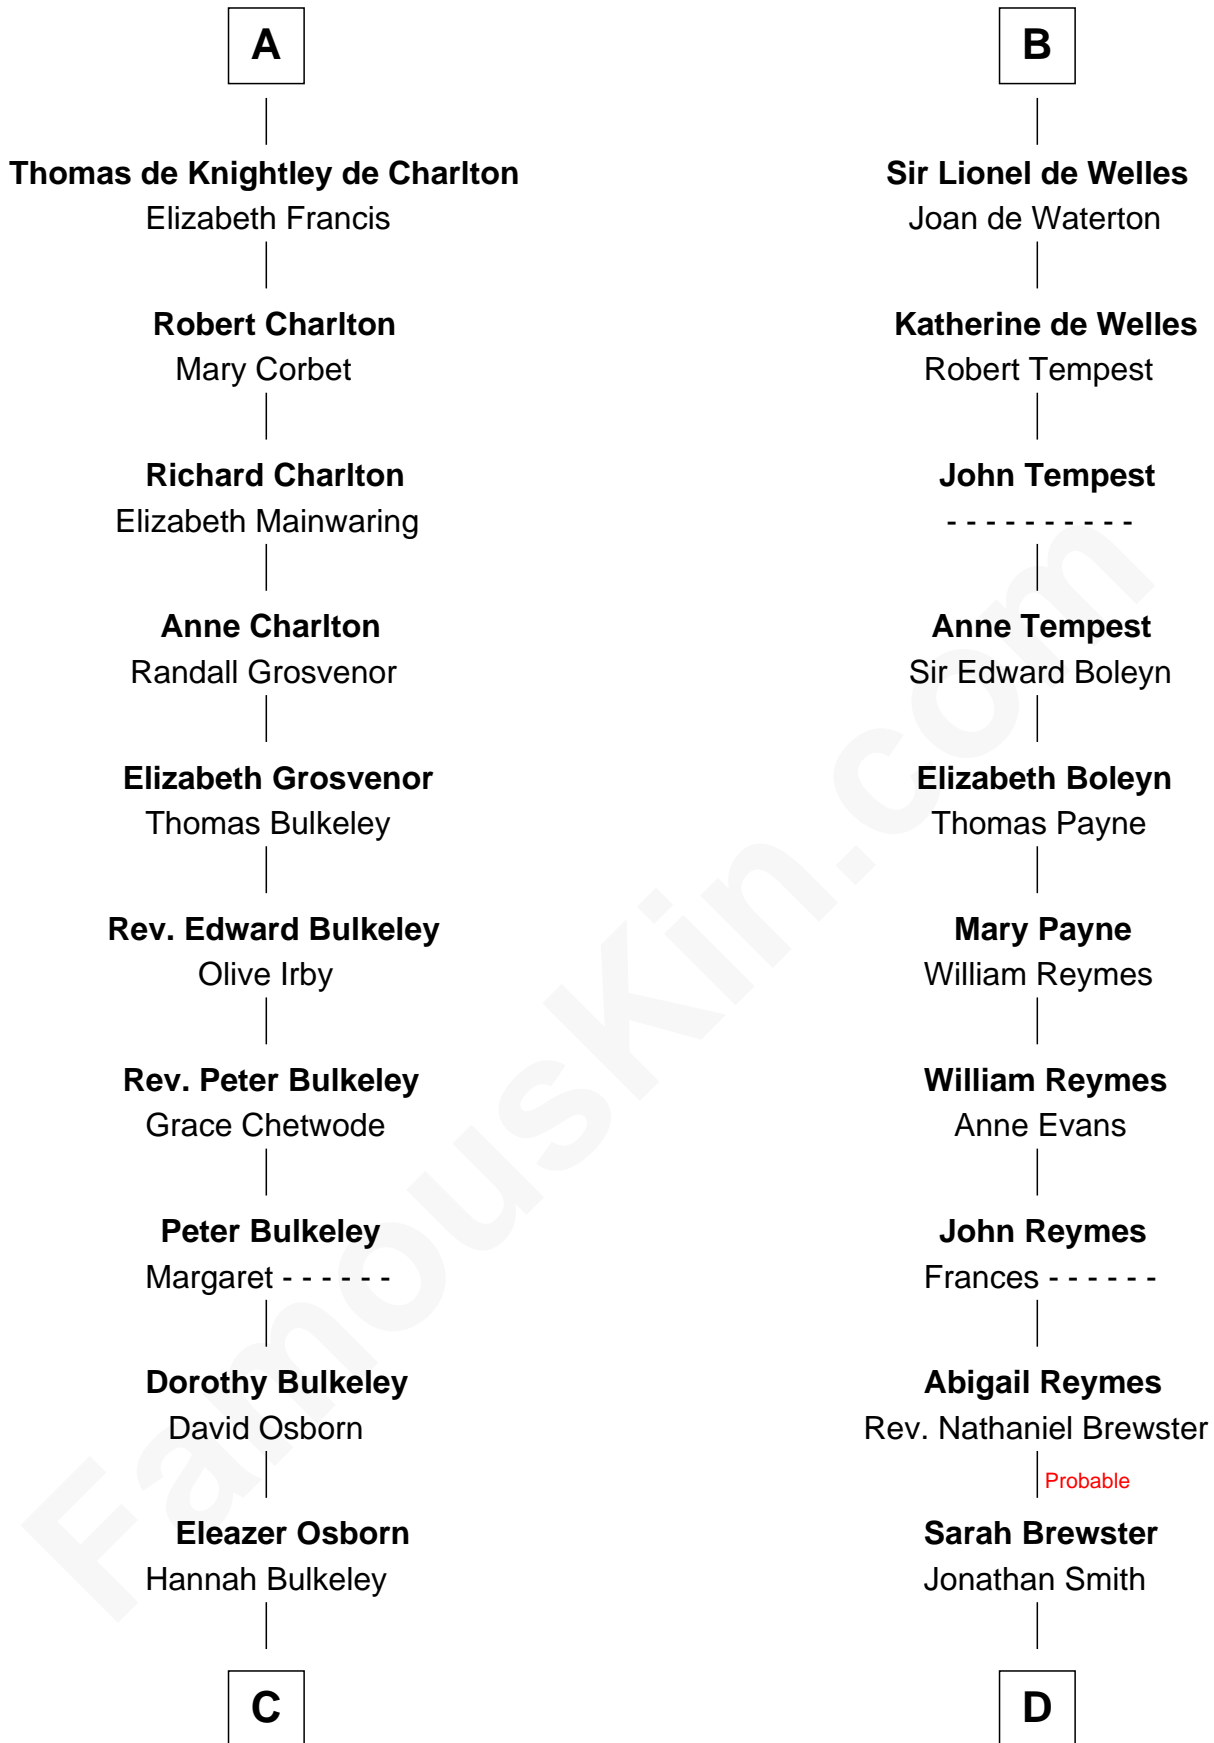 A
Thomas de Knightley de Charlton
Elizabeth Francis
Robert Charlton
Mary Corbet
Richard Charlton
Elizabeth Mainwaring
Anne Charlton
Randall Grosvenor
Elizabeth Grosvenor
Thomas Bulkeley
Rev. Edward Bulkeley
Olive Irby
Rev. Peter Bulkeley
Grace Chetwode
Peter Bulkeley
Margaret - - - - - -
Dorothy Bulkeley
David Osborn
Eleazer Osborn
Hannah Bulkeley
C
B
Sir Lionel de Welles
Joan de Waterton
Katherine de Welles
Robert Tempest
John Tempest
- - - - - - - - - -
Anne Tempest
Sir Edward Boleyn
Elizabeth Boleyn
Thomas Payne
Mary Payne
William Reymes
William Reymes
Anne Evans
John Reymes
Frances - - - - - -
Abigail Reymes
Rev. Nathaniel Brewster
Probable
Sarah Brewster
Jonathan Smith
D
FamousKin.com